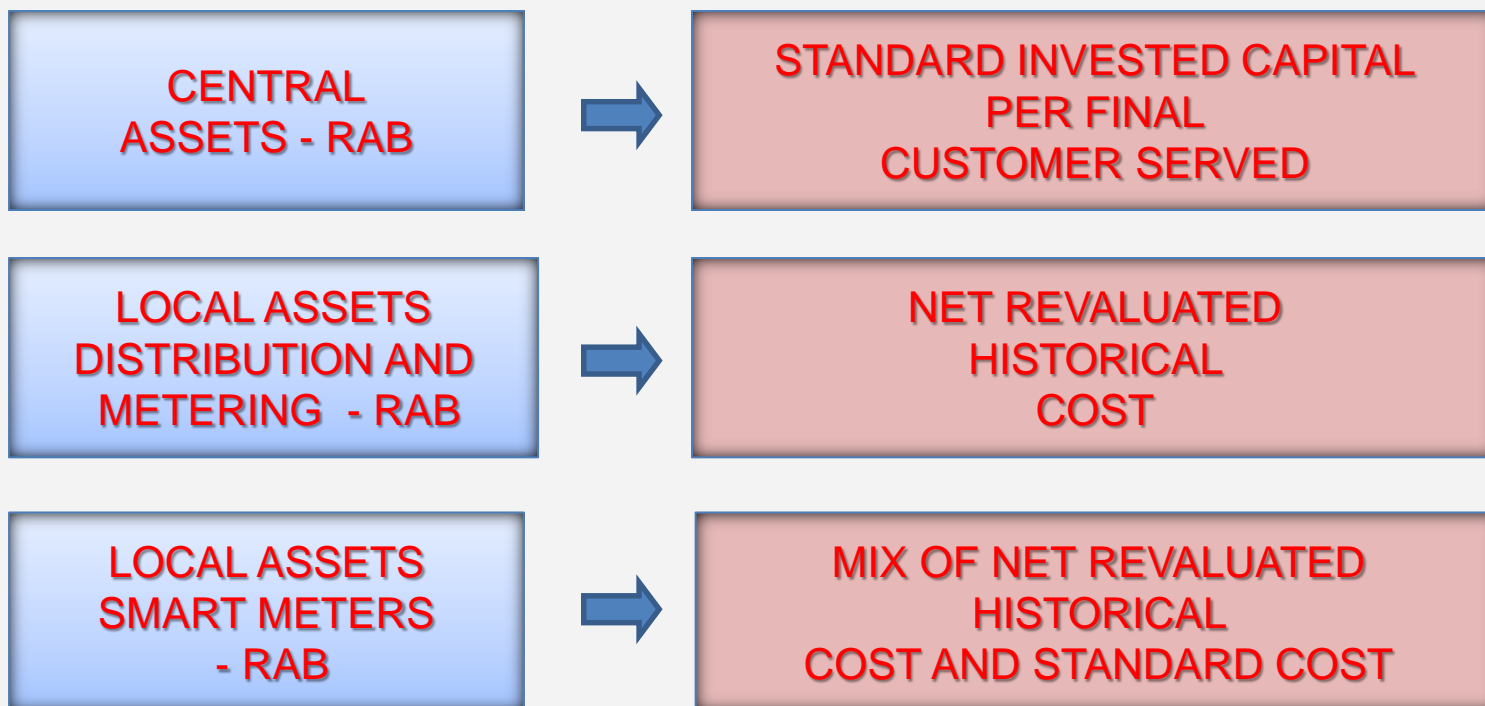 CENTRAL
ASSETS - RAB
STANDARD INVESTED CAPITAL
PER FINAL
CUSTOMER SERVED
LOCAL ASSETS
DISTRIBUTION AND
METERING - RAB
NET REVALUATED
HISTORICAL
COST
LOCAL ASSETS
SMART METERS
- RAB
MIX OF NET REVALUATED
HISTORICAL
COST AND STANDARD COST